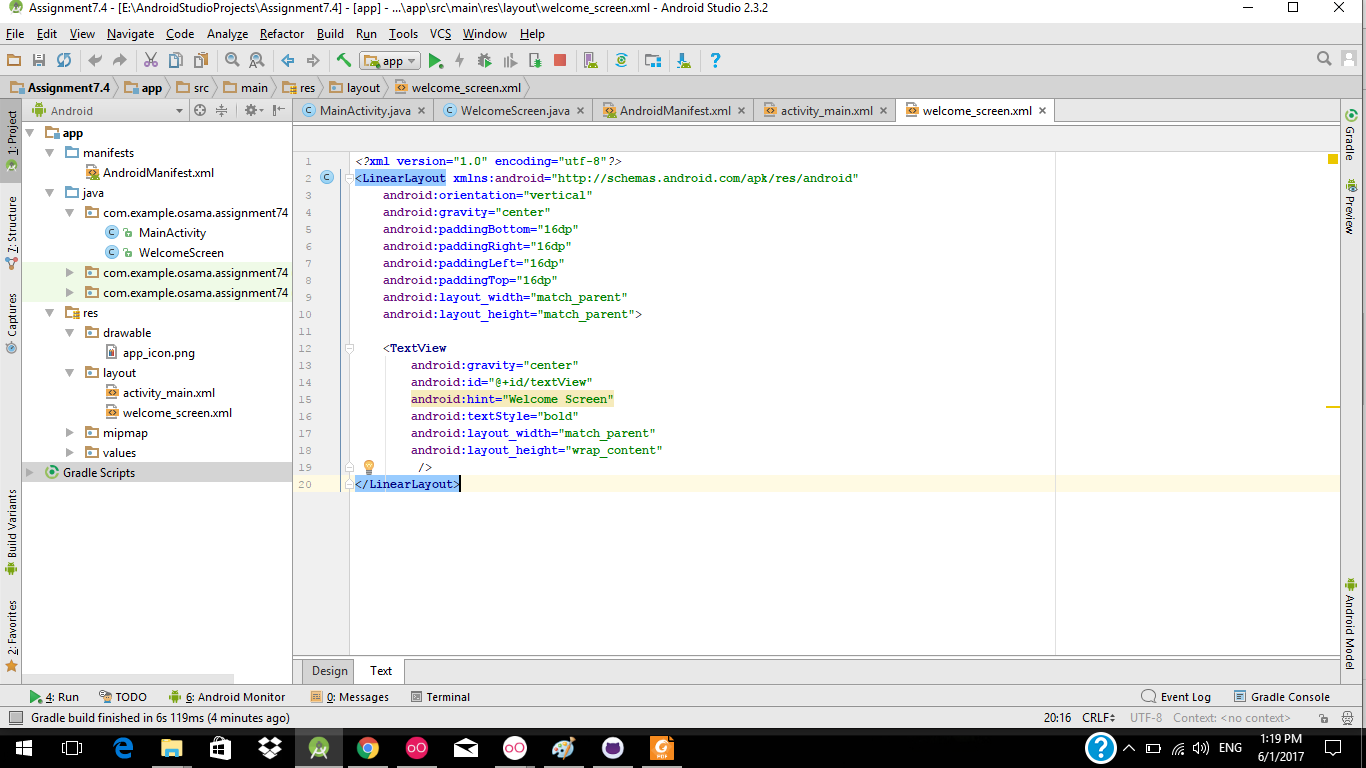 Assignment7.4 - [E:\AndroidStudioProjects\Assignment7.4] - [app] - ...\app\src\main\res\layout\welcome_screen.xml - Android Studio 2.3.2
File Edit View Navigate Code Analyze Refactor Build Run Tools VCS Window Help
app
Assignment7.4 app src main res layout welcome_screen.xml
Android
MainActivity.java WelcomeScreen.java AndroidManifest.xml activity_main.xml welcome_screen.xml
1: Project
7: Structure
Captures
Build Variants
2: Favorites
app
manifests
AndroidManifest.xml
java
com.example.osama.assignment74
MainActivity
WelcomeScreen
com.example.osama.assignment74
com.example.osama.assignment74
res
drawable
app_icon.png
layout
activity_main.xml
welcome_screen.xml
mipmap
values
Gradle Scripts
1 <?xml version="1.0" encoding="utf-8"?>
2 <LinearLayout xmlns:android="http://schemas.android.com/apk/res/android"
3 android:orientation="vertical"
4 android:gravity="center"
5 android:paddingBottom="16dp"
6 android:paddingRight="16dp"
7 android:paddingLeft="16dp"
8 android:paddingTop="16dp"
9 android:layout_width="match_parent"
10 android:layout_height="match_parent">
11
12 <TextView
13 android:gravity="center"
14 android:id="@+id/textView"
15 android:hint="Welcome Screen"
16 android:textStyle="bold"
17 android:layout_width="match_parent"
18 android:layout_height="wrap_content"
19 />
20 </LinearLayout>
Gradle
Preview
Android Model
Design Text
4: Run TODO 6: Android Monitor 0: Messages Terminal Event Log Gradle Console
Gradle build finished in 6s 119ms (4 minutes ago) 20:16 CRLF UTF-8 Context: <no context>
ENG
1:19 PM
6/1/2017